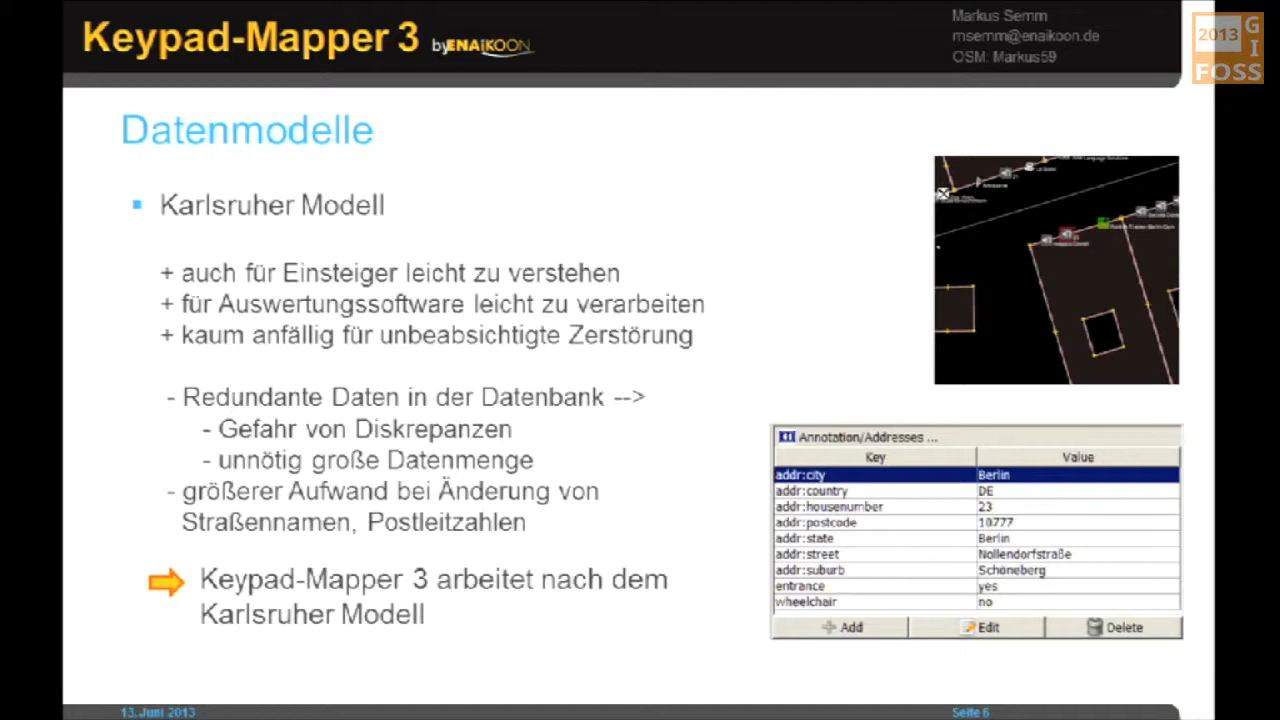 Keypad-Mapper 3 by ENAIKOON
Markus Semm
msemm@enaikoon.de
OSM: Markus59
2013
GI
FOSS
Datenmodelle
Karlsruher Modell
+ auch für Einsteiger leicht zu verstehen
+ für Auswertungssoftware leicht zu verarbeiten
+ kaum anfällig für unbeabsichtigte Zerstörung
- Redundante Daten in der Datenbank -->
- Gefahr von Diskrepanzen
- unnötig große Datenmenge
- größerer Aufwand bei Änderung von
Straßennamen, Postleitzahlen
Keypad-Mapper 3 arbeitet nach dem
Karlsruher Modell
Annotation/Addresses ...
Key Value
addr:city Berlin
addr:country DE
addr:housenumber 23
addr:postcode 10777
addr:state Berlin
addr:street Nollendorfstraße
addr:suburb Schöneberg
entrance yes
wheelchair no
Add Edit Delete
13.Juni 2013
Seite 6